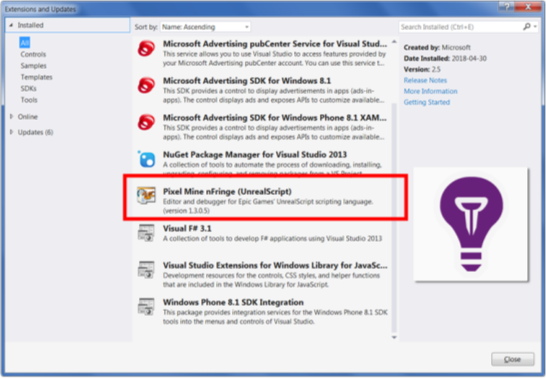 Extensions and Updates
Installed
Sort by: Name: Ascending
Search Installed (Ctrl+E)
All
Controls
Samples
Templates
SDKs
Tools
Online
Updates (6)
Microsoft Advertising pubCenter Service for Visual Stud...
This service allows you to use Visual Studio to access features provided by
your Microsoft Advertising pubCenter account. You can use this service t...
Microsoft Advertising SDK for Windows 8.1
This SDK provides a control to display advertisements in apps (ads-in-
apps). The control displays ads and exposes APIs to customize available...
Microsoft Advertising SDK for Windows Phone 8.1 XAM...
This SDK provides a control to display advertisements in apps (ads-in-
apps). The control displays ads and exposes APIs to customize available...
NuGet Package Manager for Visual Studio 2013
A collection of tools to automate the process of downloading, installing,
upgrading, configuring, and removing packages from a VS Project.
Pixel Mine nFringe (UnrealScript)
Editor and debugger for Epic Games' UnrealScript scripting language.
(version 1.3.0.5)
Visual F# 3.1
A collection of tools to develop F# applications using Visual Studio 2013
Visual Studio Extensions for Windows Library for JavaSc...
Development resources for the controls, CSS styles, and helper functions
that are included in the Windows Library for JavaScript.
Windows Phone 8.1 SDK Integration
This package provides integration services for the Windows Phone 8.1 SDK
tools into the menus and controls of Visual Studio.
Created by: Microsoft
Date Installed: 2018-04-30
Version: 2.5
Release Notes
More Information
Getting Started
Close